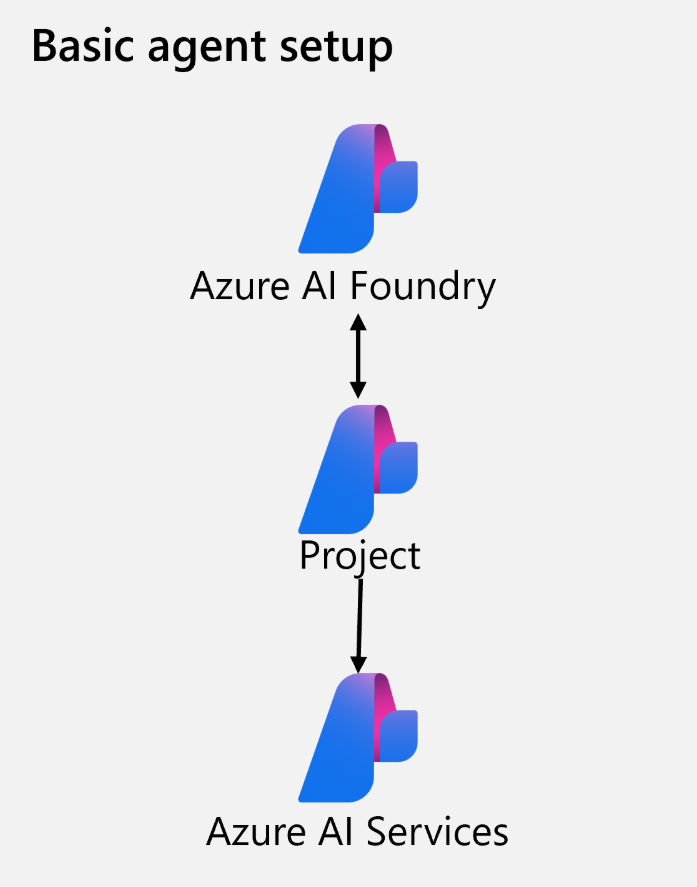 Basic agent setup
Azure AI Foundry
Project
Azure AI Services